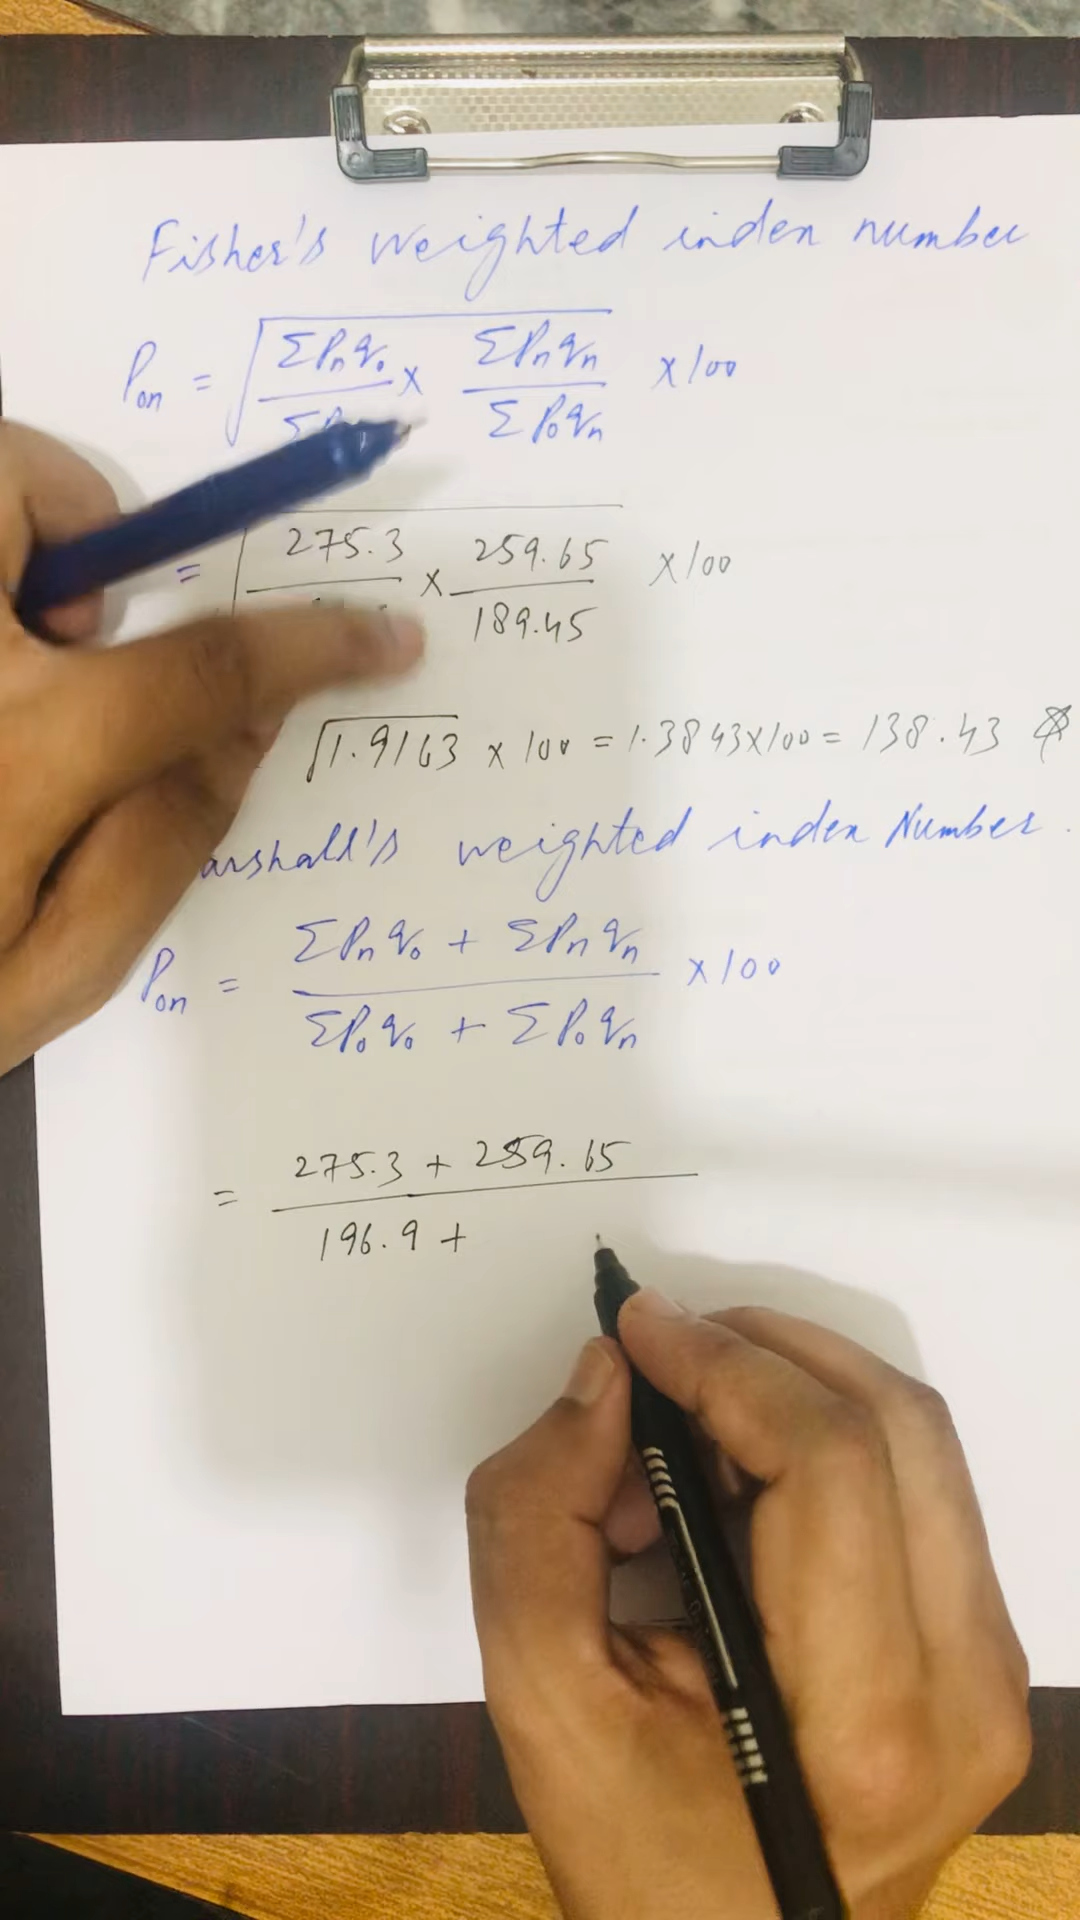 Fisher's weighted index number
Pon = √ ΣPnq₀ / ΣP × ΣPnqn / ΣP₀qn × 100
= √ 275.3 × 259.65 / 189.45 × 100
√1.9163 × 100 = 1.3843×100 = 138.43
arshall's weighted index Number.
Pon = ΣPnq₀ + ΣPnqn / ΣP₀q₀ + ΣP₀qn × 100
= 275.3 + 259.65 / 196.9 +